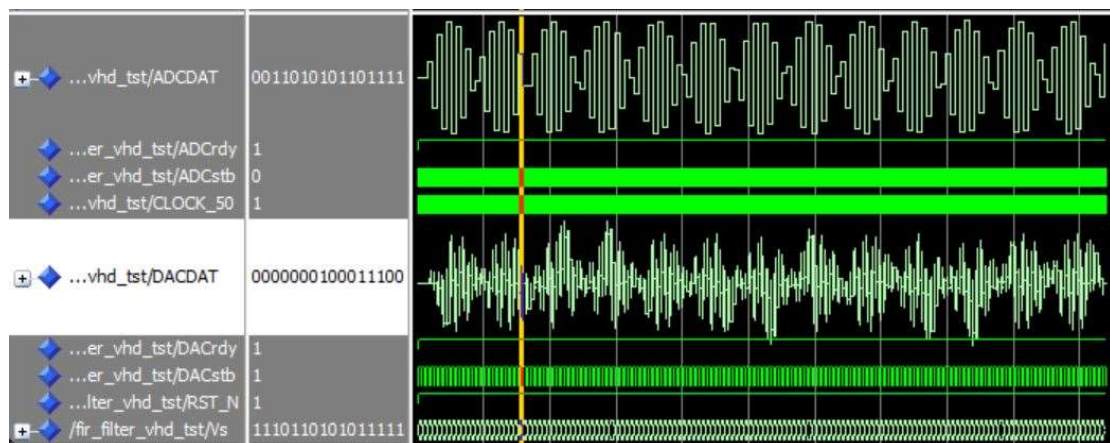 ...vhd_tst/ADCDAT 0011010101101111
...er_vhd_tst/ADCrdy 1
...er_vhd_tst/ADCstb 0
...vhd_tst/CLOCK_50 1
...vhd_tst/DACDAT 0000000100011100
...er_vhd_tst/DACrdy 1
...er_vhd_tst/DACstb 1
...lter_vhd_tst/RST_N 1
/fir_filter_vhd_tst/Vs 1110110101011111